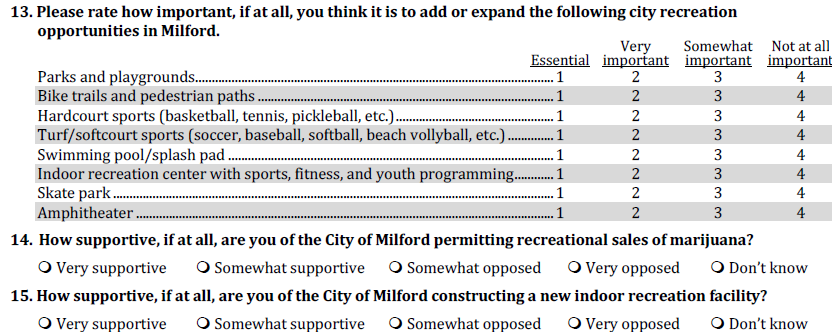 13. Please rate how important, if at all, you think it is to add or expand the following city recreation
opportunities in Milford.
Very Somewhat Not at all
Essential important important important
Parks and playgrounds.......... 1 2 3 4
Bike trails and pedestrian paths .......... 1 2 3 4
Hardcourt sports (basketball, tennis, pickleball, etc.).......... 1 2 3 4
Turf/softcourt sports (soccer, baseball, softball, beach vollyball, etc.) .......... 1 2 3 4
Swimming pool/splash pad .......... 1 2 3 4
Indoor recreation center with sports, fitness, and youth programming.......... 1 2 3 4
Skate park .......... 1 2 3 4
Amphitheater .......... 1 2 3 4
14. How supportive, if at all, are you of the City of Milford permitting recreational sales of marijuana?
○ Very supportive ○ Somewhat supportive ○ Somewhat opposed ○ Very opposed ○ Don't know
15. How supportive, if at all, are you of the City of Milford constructing a new indoor recreation facility?
○ Very supportive ○ Somewhat supportive ○ Somewhat opposed ○ Very opposed ○ Don't know